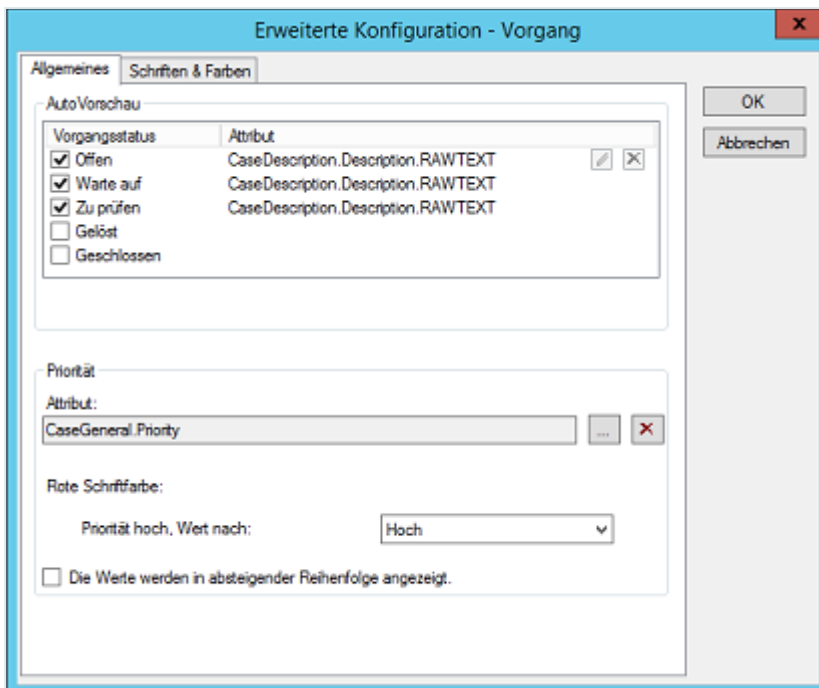 Erweiterte Konfiguration - Vorgang
x
Allgemeines Schriften & Farben
AutoVorschau
Vorgangsstatus Attribut
Offen CaseDescription.Description.RAWTEXT
Warte auf CaseDescription.Description.RAWTEXT
Zu prüfen CaseDescription.Description.RAWTEXT
Gelöst
Geschlossen
OK
Abbrechen
Priorität
Attribut:
CaseGeneral.Priority ...
Rote Schriftfarbe:
Priorität hoch, Wert nach: Hoch
Die Werte werden in absteigender Reihenfolge angezeigt.